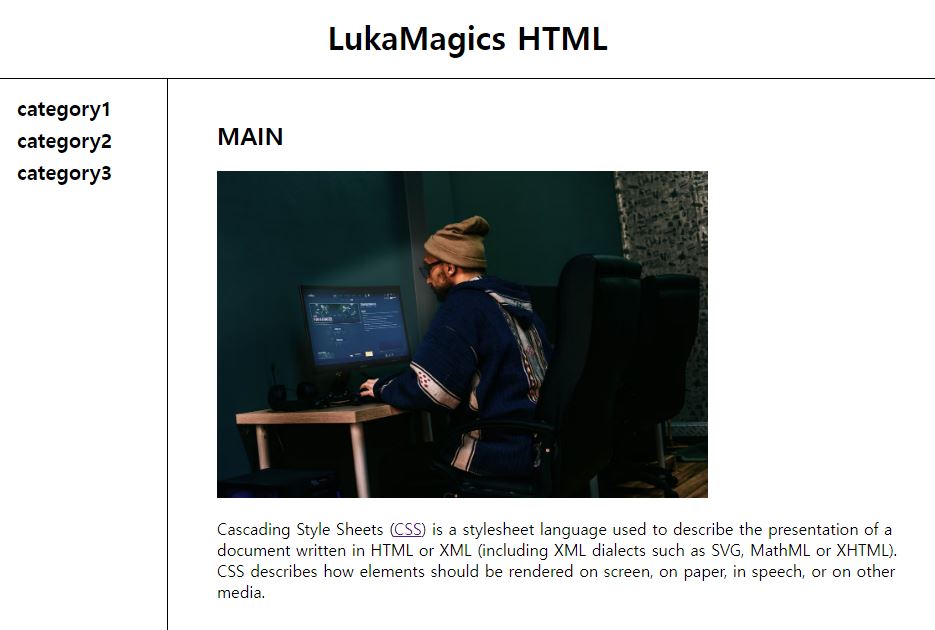 LukaMagics HTML
category1
category2
category3
MAIN
Cascading Style Sheets (CSS) is a stylesheet language used to describe the presentation of a
document written in HTML or XML (including XML dialects such as SVG, MathML or XHTML).
CSS describes how elements should be rendered on screen, on paper, in speech, or on other
media.